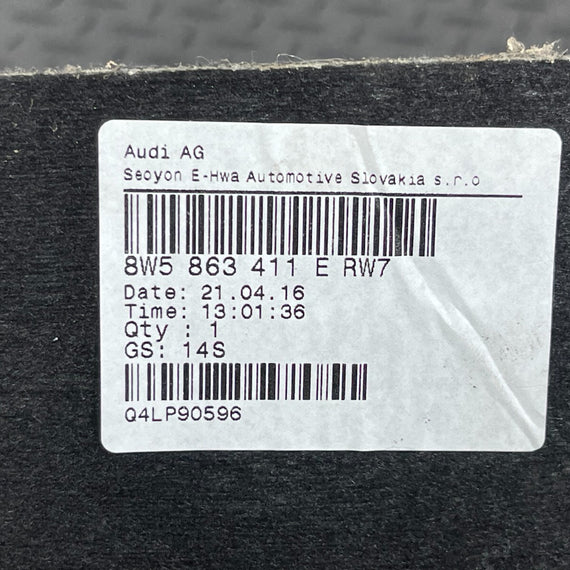 Audi AG
Seoyon E-Hwa Automotive Slovakia s.r.o
8W5 863 411 E RW7
Date: 21.04.16
Time: 13:01:36
Qty : 1
GS: 14S
Q4LP90596